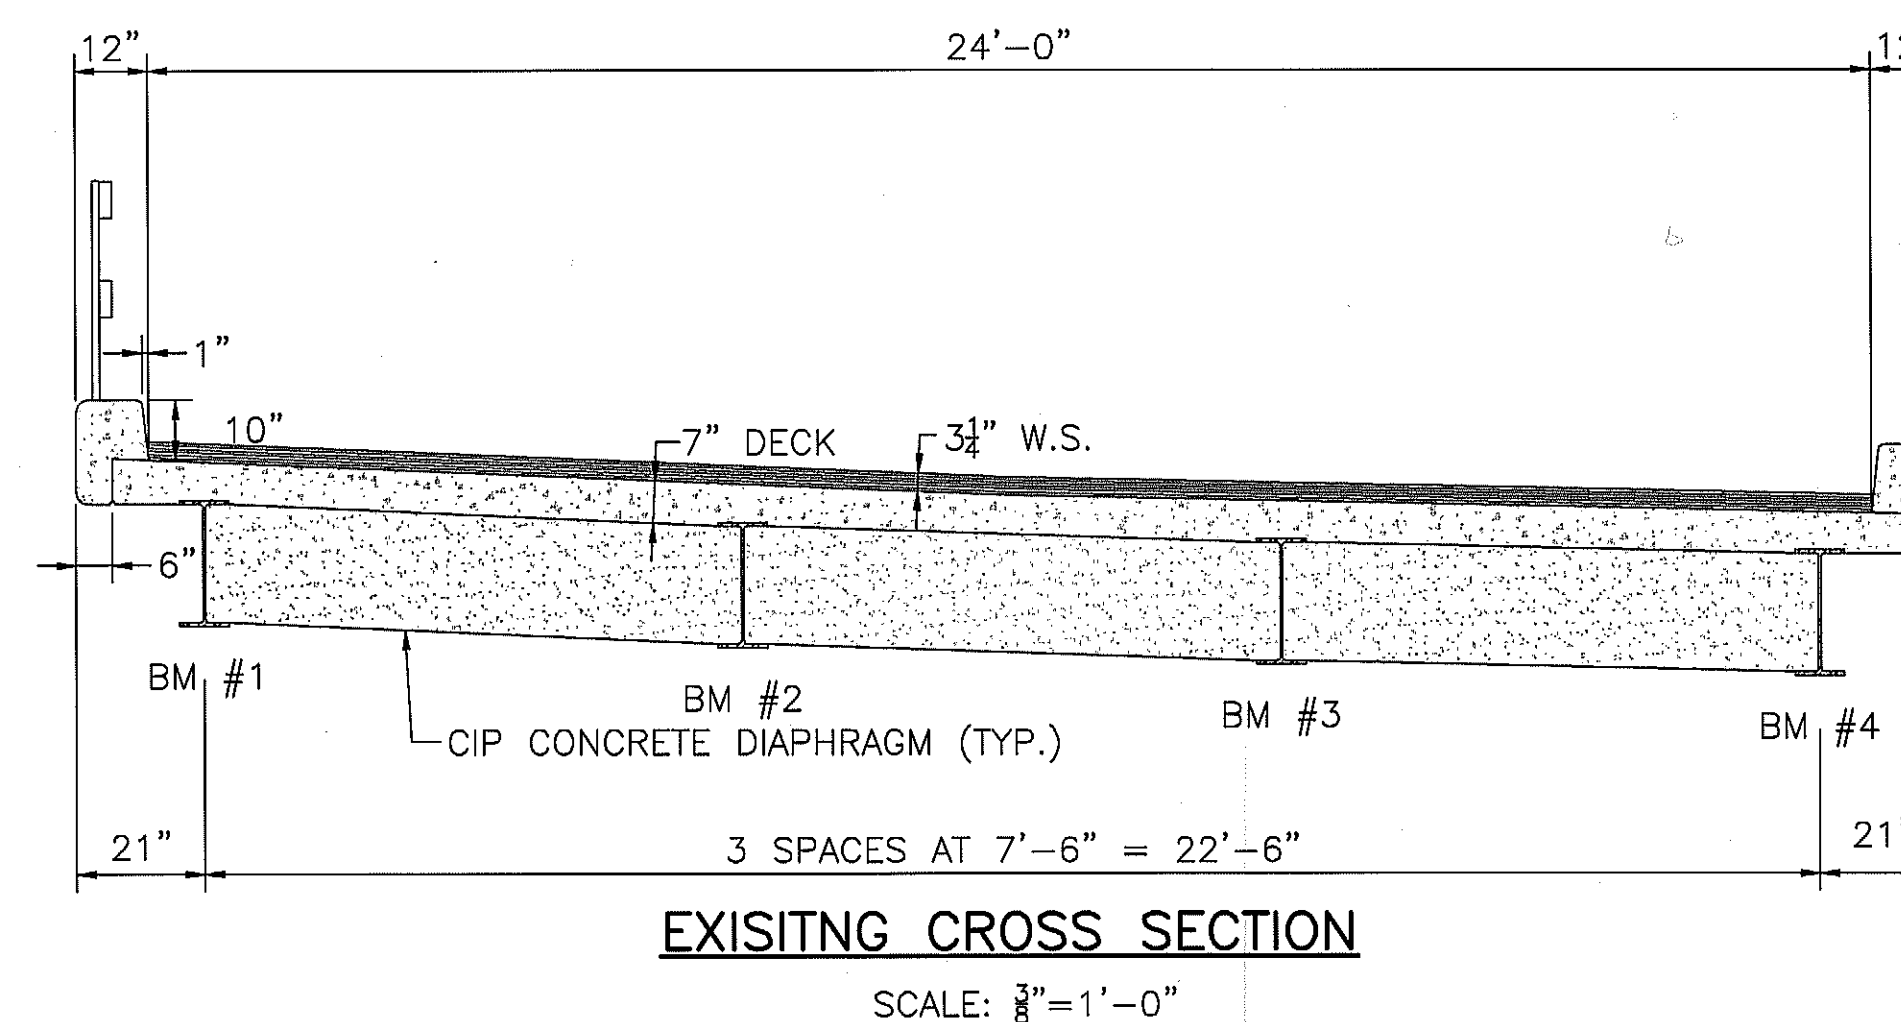 12" 24'-0"
1"
10"
7" DECK
3 1/4" W.S.
6"
BM #1
BM #2
BM #3
BM #4
CIP CONCRETE DIAPHRAGM (TYP.)
21" 3 SPACES AT 7'-6" = 22'-6" 21"
EXISITNG CROSS SECTION
SCALE: 3/8"=1'-0"